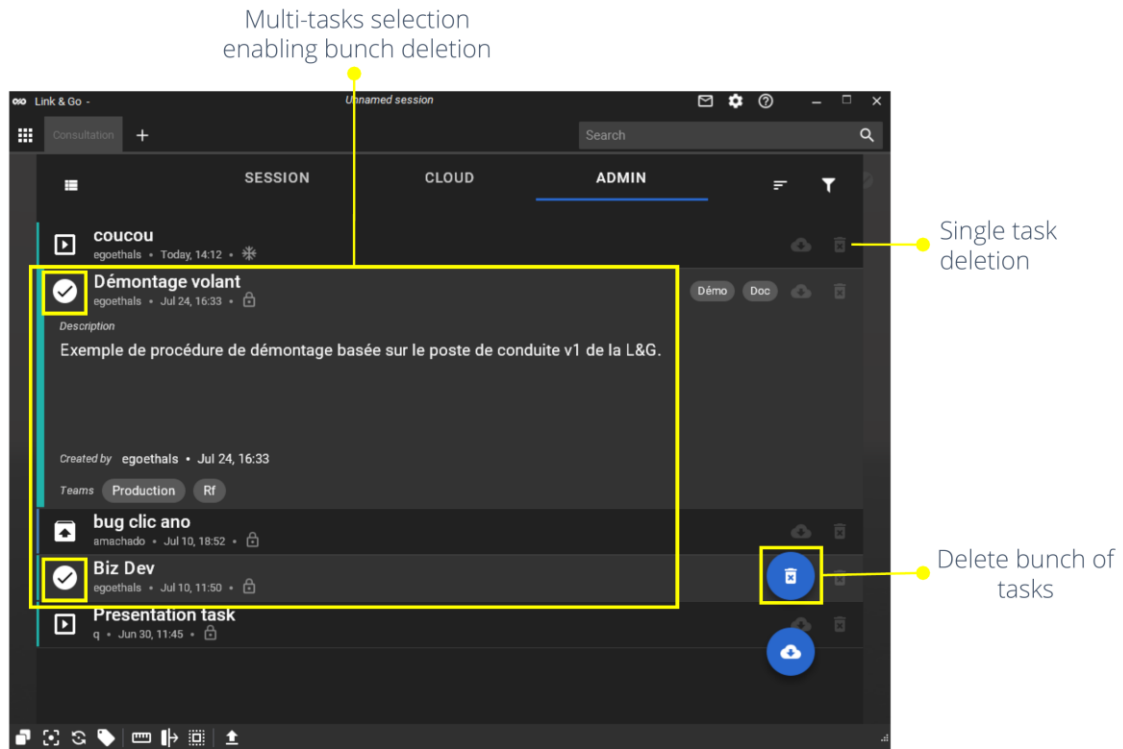 Multi-tasks selection
enabling bunch deletion
Link & Go -
Unnamed session
Consultation
Search
SESSION
CLOUD
ADMIN
coucou
egoethals • Today, 14:12 •
Single task
deletion
Démontage volant
egoethals • Jul 24, 16:33 •
Démo
Doc
Description
Exemple de procédure de démontage basée sur le poste de conduite v1 de la L&G.
Created by egoethals • Jul 24, 16:33
Teams Production Rf
bug clic ano
amachado • Jul 10, 18:52 •
Biz Dev
egoethals • Jul 10, 11:50 •
Delete bunch of
tasks
Presentation task
q • Jun 30, 11:45 •